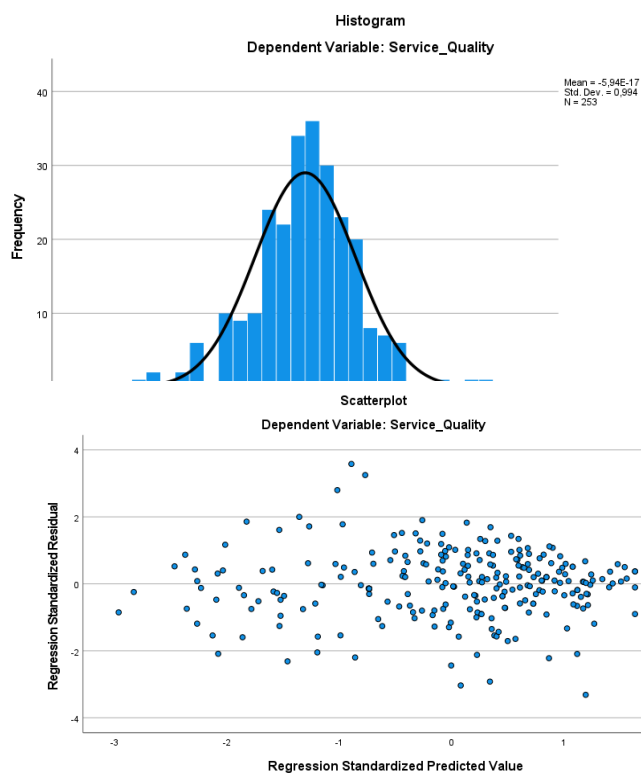 Histogram
Dependent Variable: Service_Quality
Mean = -5,94E-17
Std. Dev. = 0,994
N = 253
40
30
20
10
Frequency
Scatterplot
Dependent Variable: Service_Quality
4
2
0
-2
-4
Regression Standardized Residual
-3
-2
-1
0
1
Regression Standardized Predicted Value